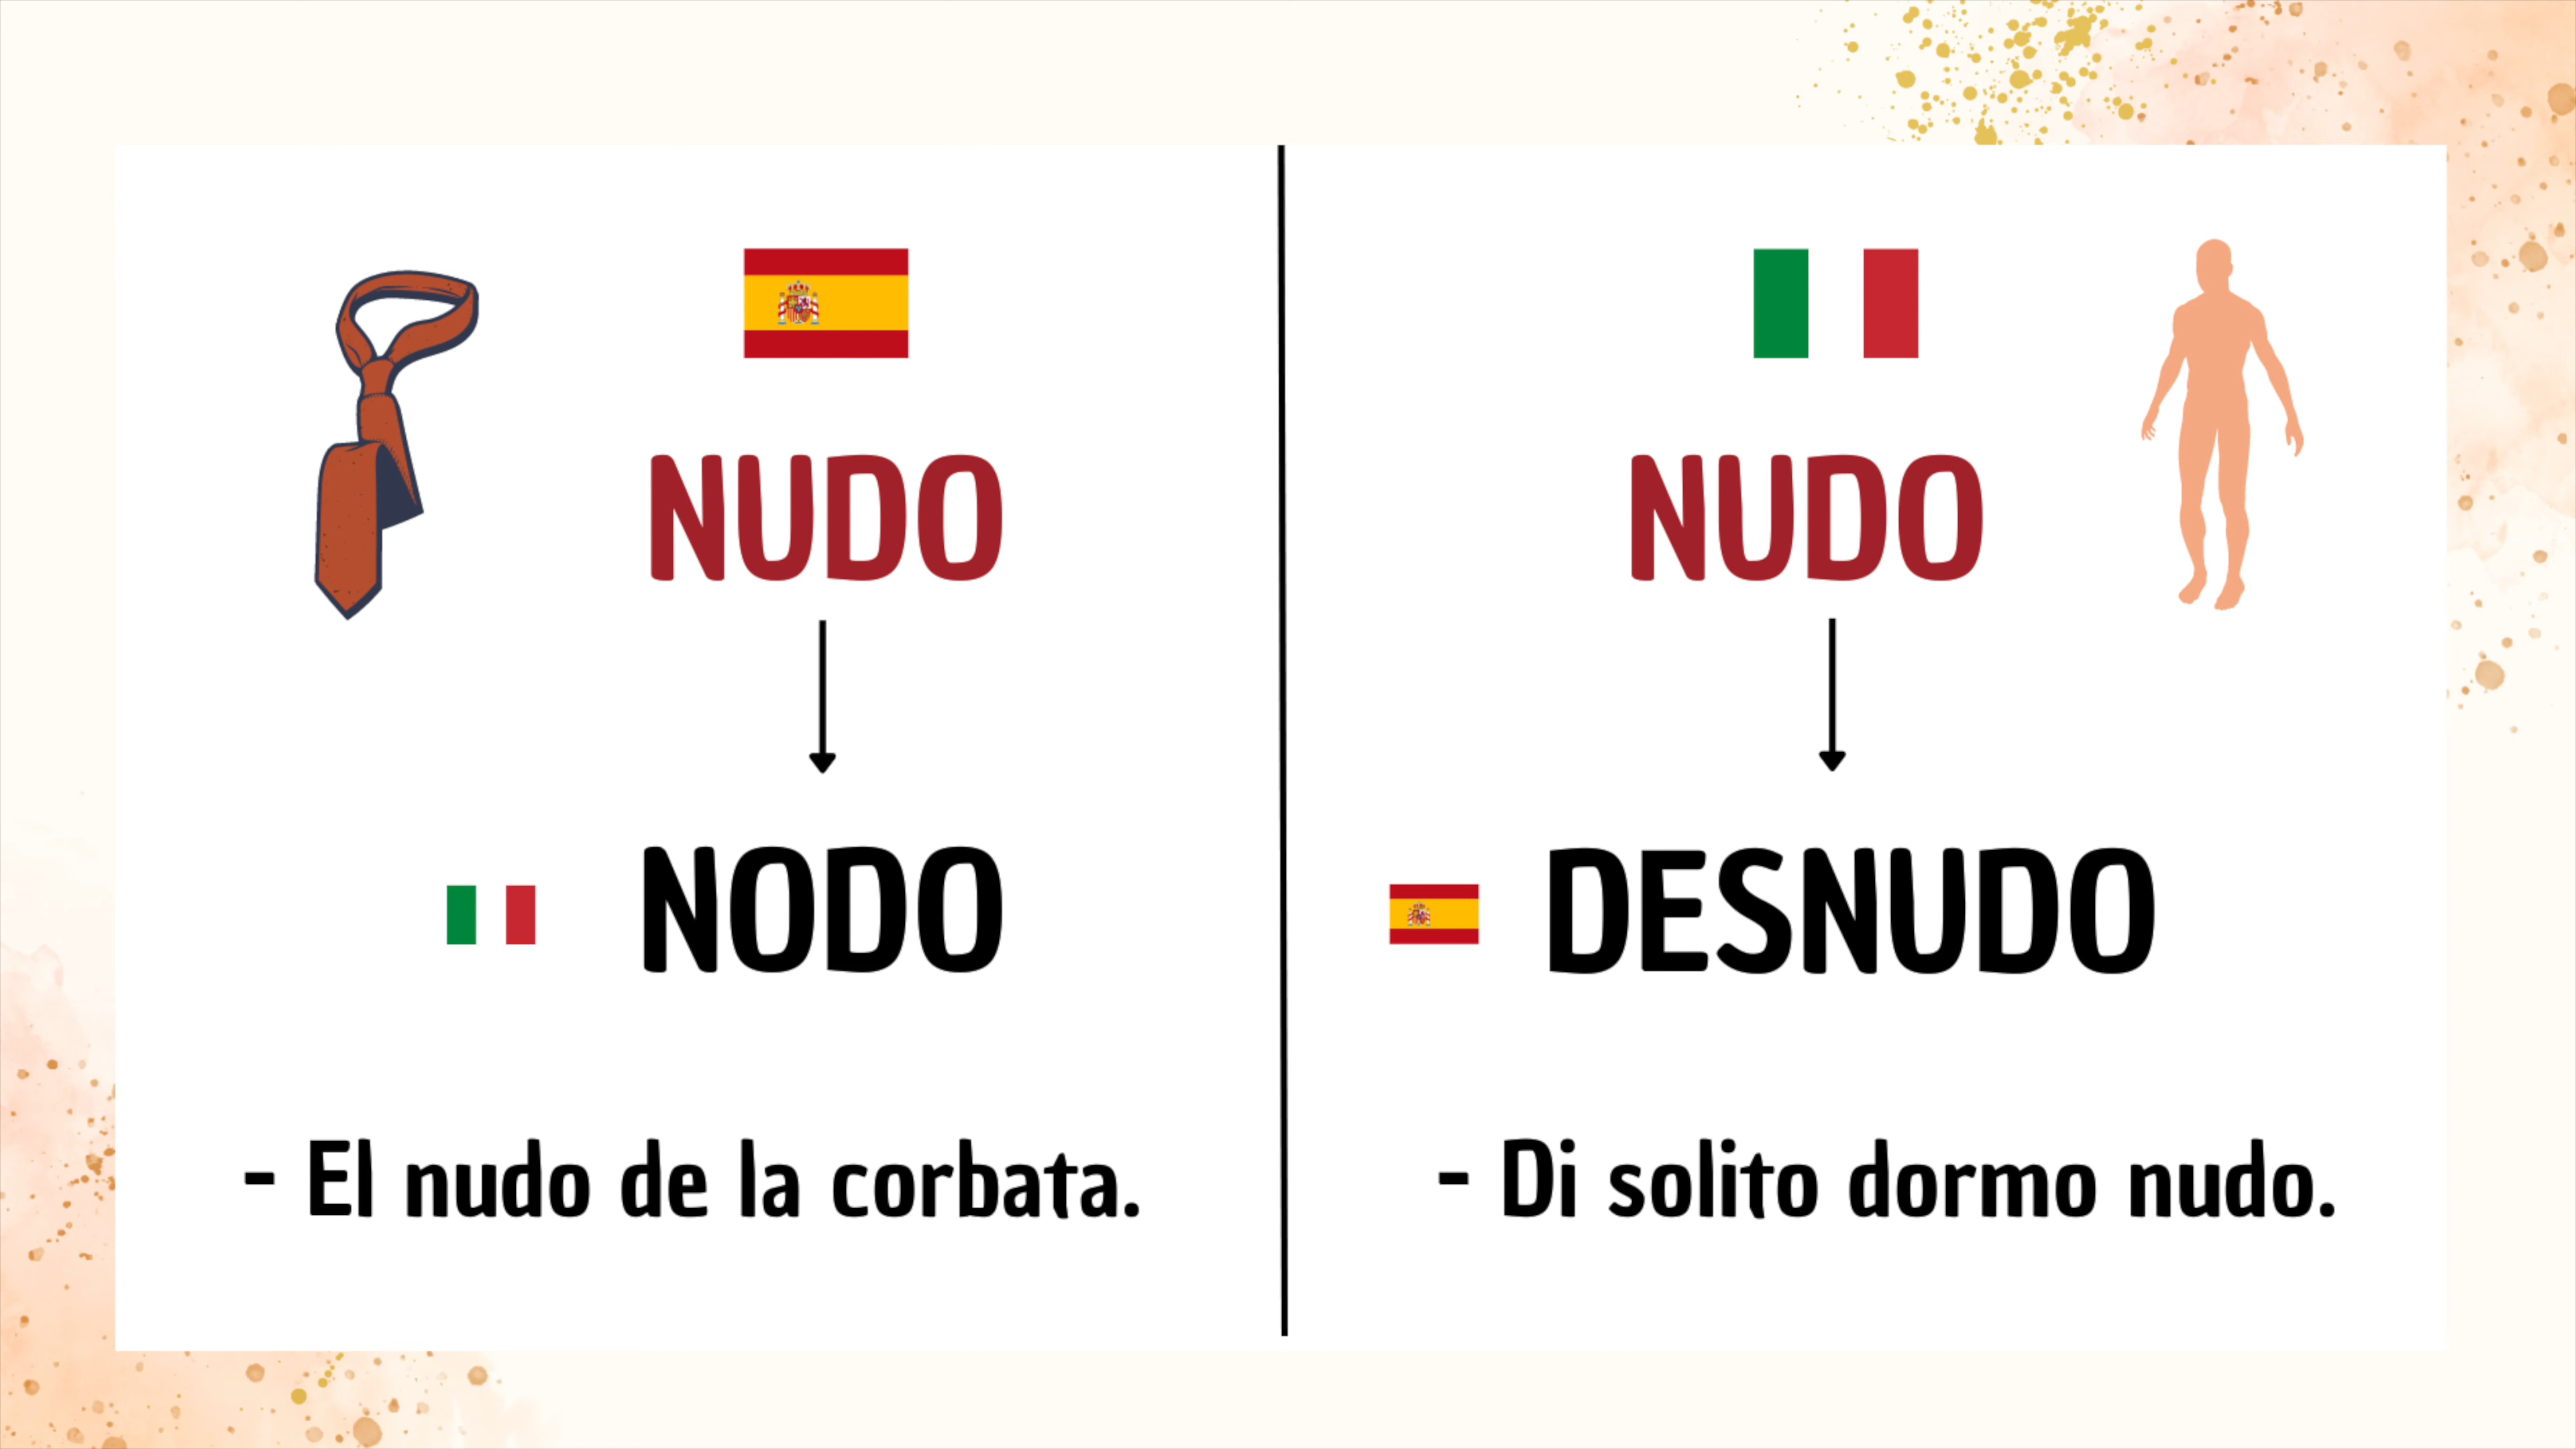 NUDO
NODO
- El nudo de la corbata.
NUDO
DESNUDO
- Di solito dormo nudo.